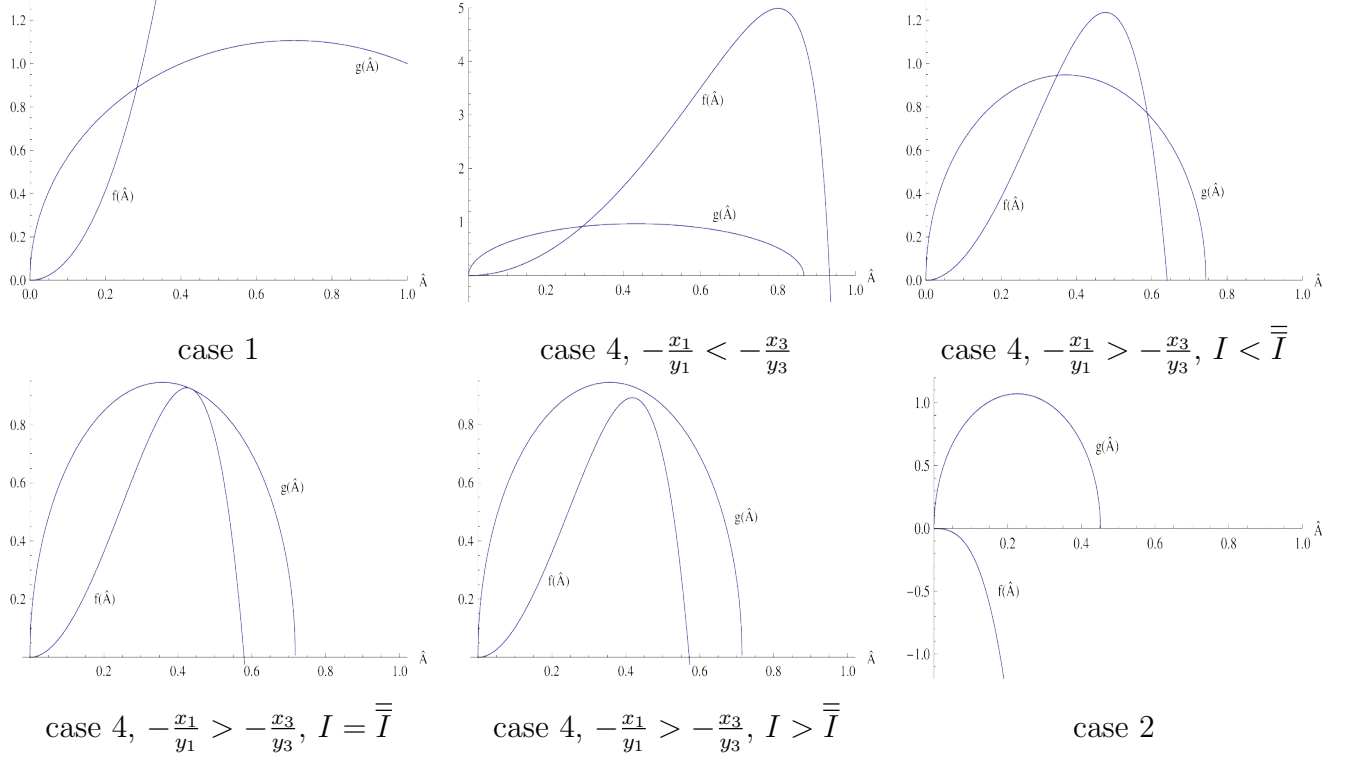 1.2
1.0
0.8
0.6
0.4
0.2
0.0
0.0 0.2 0.4 0.6 0.8 1.0
g(Â)
f(Â)
Â
case 1
5
4
3
2
1
0.2 0.4 0.6 0.8 1.0
f(Â)
g(Â)
Â
case 4, −x₁/y₁ < −x₃/y₃
1.2
1.0
0.8
0.6
0.4
0.2
0.0
0.0 0.2 0.4 0.6 0.8 1.0
f(Â)
g(Â)
Â
case 4, −x₁/y₁ > −x₃/y₃, I < I̿
0.8
0.6
0.4
0.2
0.2 0.4 0.6 0.8 1.0
g(Â)
f(Â)
Â
case 4, −x₁/y₁ > −x₃/y₃, I = I̿
0.8
0.6
0.4
0.2
0.2 0.4 0.6 0.8 1.0
g(Â)
f(Â)
Â
case 4, −x₁/y₁ > −x₃/y₃, I > I̿
1.0
0.5
0.0
−0.5
−1.0
0.2 0.4 0.6 0.8 1.0
g(Â)
f(Â)
Â
case 2